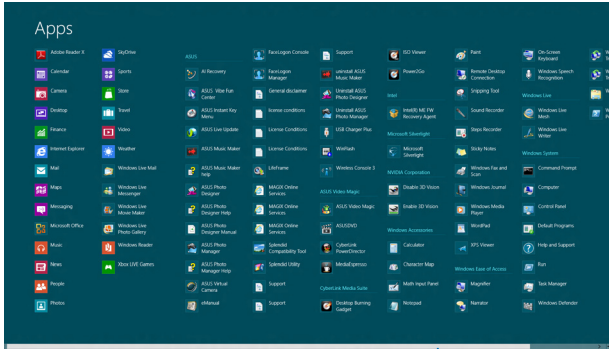 Apps
Adobe Reader X
Calendar
Camera
Desktop
Finance
Internet Explorer
Mail
Maps
Messaging
Microsoft Office
Music
News
People
Photos
SkyDrive
Sports
Store
Travel
Video
Weather
Windows Live Mail
Windows Live
Messenger
Windows Live
Movie Maker
Windows Live
Photo Gallery
Windows Reader
Xbox LIVE Games
ASUS
AI Recovery
ASUS Vibe Fun
Center
ASUS Instant Key
Menu
ASUS Live Update
ASUS Music Maker
ASUS Music Maker
help
ASUS Photo
Designer
ASUS Photo
Designer Help
ASUS Photo
Designer Manual
ASUS Photo
Manager
ASUS Photo
Manager Help
ASUS Virtual
Camera
eManual
FaceLogon Console
FaceLogon
Manager
General disclaimer
license conditions
License Conditions
License Conditions
LifeFrame
MAGIX Online
Services
MAGIX Online
Services
MAGIX Online
Services
Splendid
Compatibility Tool
Splendid Utility
Support
Support
Support
uninstall ASUS
Music Maker
Uninstall ASUS
Photo Designer
Uninstall ASUS
Photo Manager
USB Charger Plus
WinFlash
Wireless Console 3
ASUS Video Magic
ASUS Video Magic
ASUSDVD
CyberLink
PowerDirector
MediaEspresso
CyberLink Media Suite
Desktop Burning
Gadget
ISO Viewer
Power2Go
Intel
Intel(R) ME FW
Recovery Agent
Microsoft Silverlight
Microsoft
Silverlight
NVIDIA Corporation
Disable 3D Vision
Enable 3D Vision
Windows Accessories
Calculator
Character Map
Math Input Panel
Notepad
Paint
Remote Desktop
Connection
Snipping Tool
Sound Recorder
Steps Recorder
Sticky Notes
Windows Fax and
Scan
Windows Journal
Windows Media
Player
WordPad
XPS Viewer
Windows Ease of Access
Magnifier
Narrator
On-Screen
Keyboard
Windows Speech
Recognition
Windows Live
Windows Live
Mesh
Windows Live
Writer
Windows System
Command Prompt
Computer
Control Panel
Default Programs
Help and Support
Run
Task Manager
Windows Defender